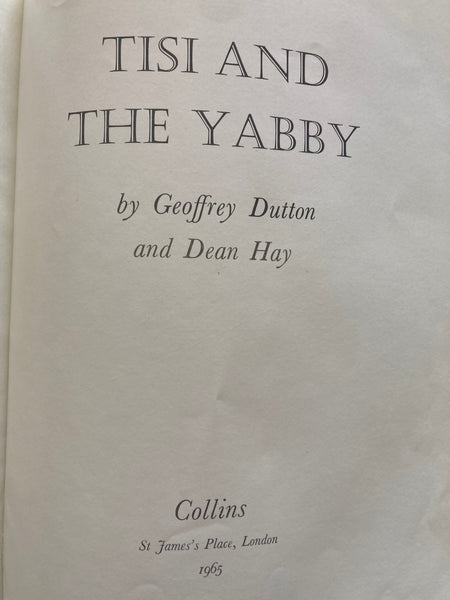 TISI AND
THE YABBY
by Geoffrey Dutton
and Dean Hay
Collins
St James's Place, London
1965